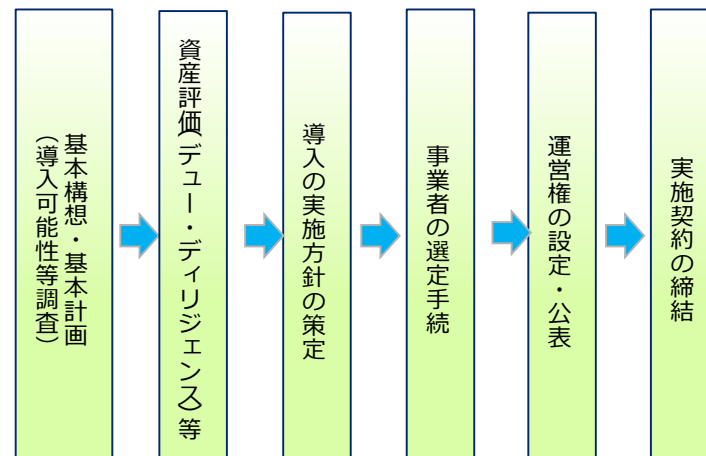 基本構想・基本計画
(導入可能性等調査)
資産評価(デュー・ディリジェンス)等
導入の実施方針の策定
事業者の選定手続
運営権の設定・公表
実施契約の締結